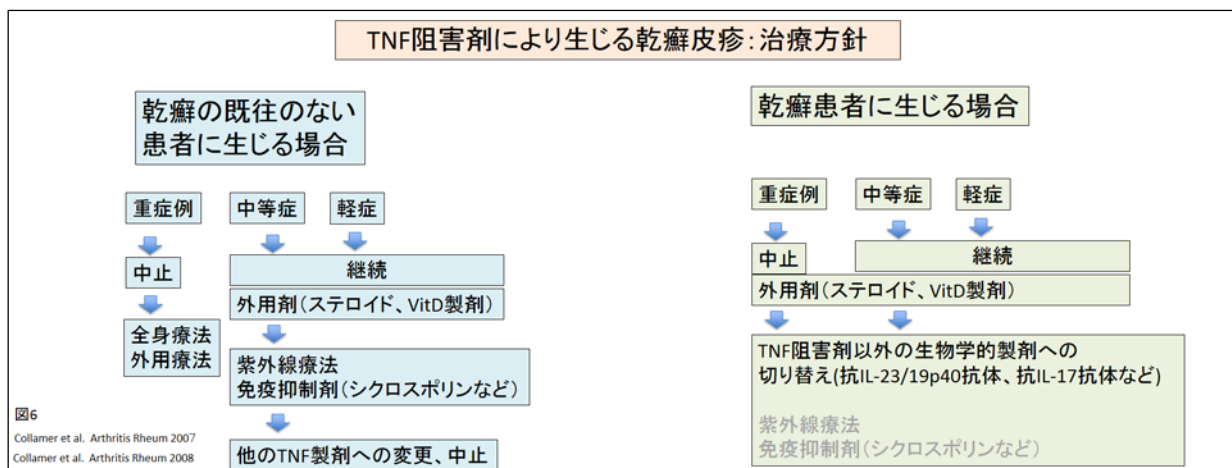 TNF阻害剤により生じる乾癬皮疹:治療方針
乾癬の既往のない
患者に生じる場合
重症例
中等症
軽症
中止
継続
外用剤(ステロイド、VitD製剤)
全身療法
外用療法
紫外線療法
免疫抑制剤(シクロスポリンなど)
他のTNF製剤への変更、中止
図6
Collamer et al. Arthritis Rheum 2007
Collamer et al. Arthritis Rheum 2008
乾癬患者に生じる場合
重症例
中等症
軽症
中止
継続
外用剤(ステロイド、VitD製剤)
TNF阻害剤以外の生物学的製剤への
切り替え(抗IL-23/19p40抗体、抗IL-17抗体など)
紫外線療法
免疫抑制剤(シクロスポリンなど)